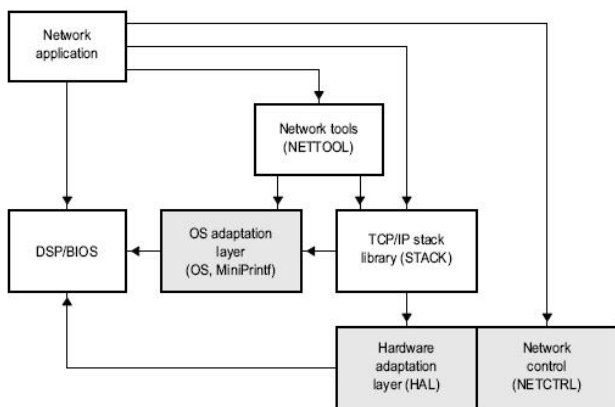 Network
application
Network tools
(NETTOOL)
DSP/BIOS
OS adaptation
layer
(OS, MiniPrintf)
TCP/IP stack
library (STACK)
Hardware
adaptation
layer (HAL)
Network
control
(NETCTRL)